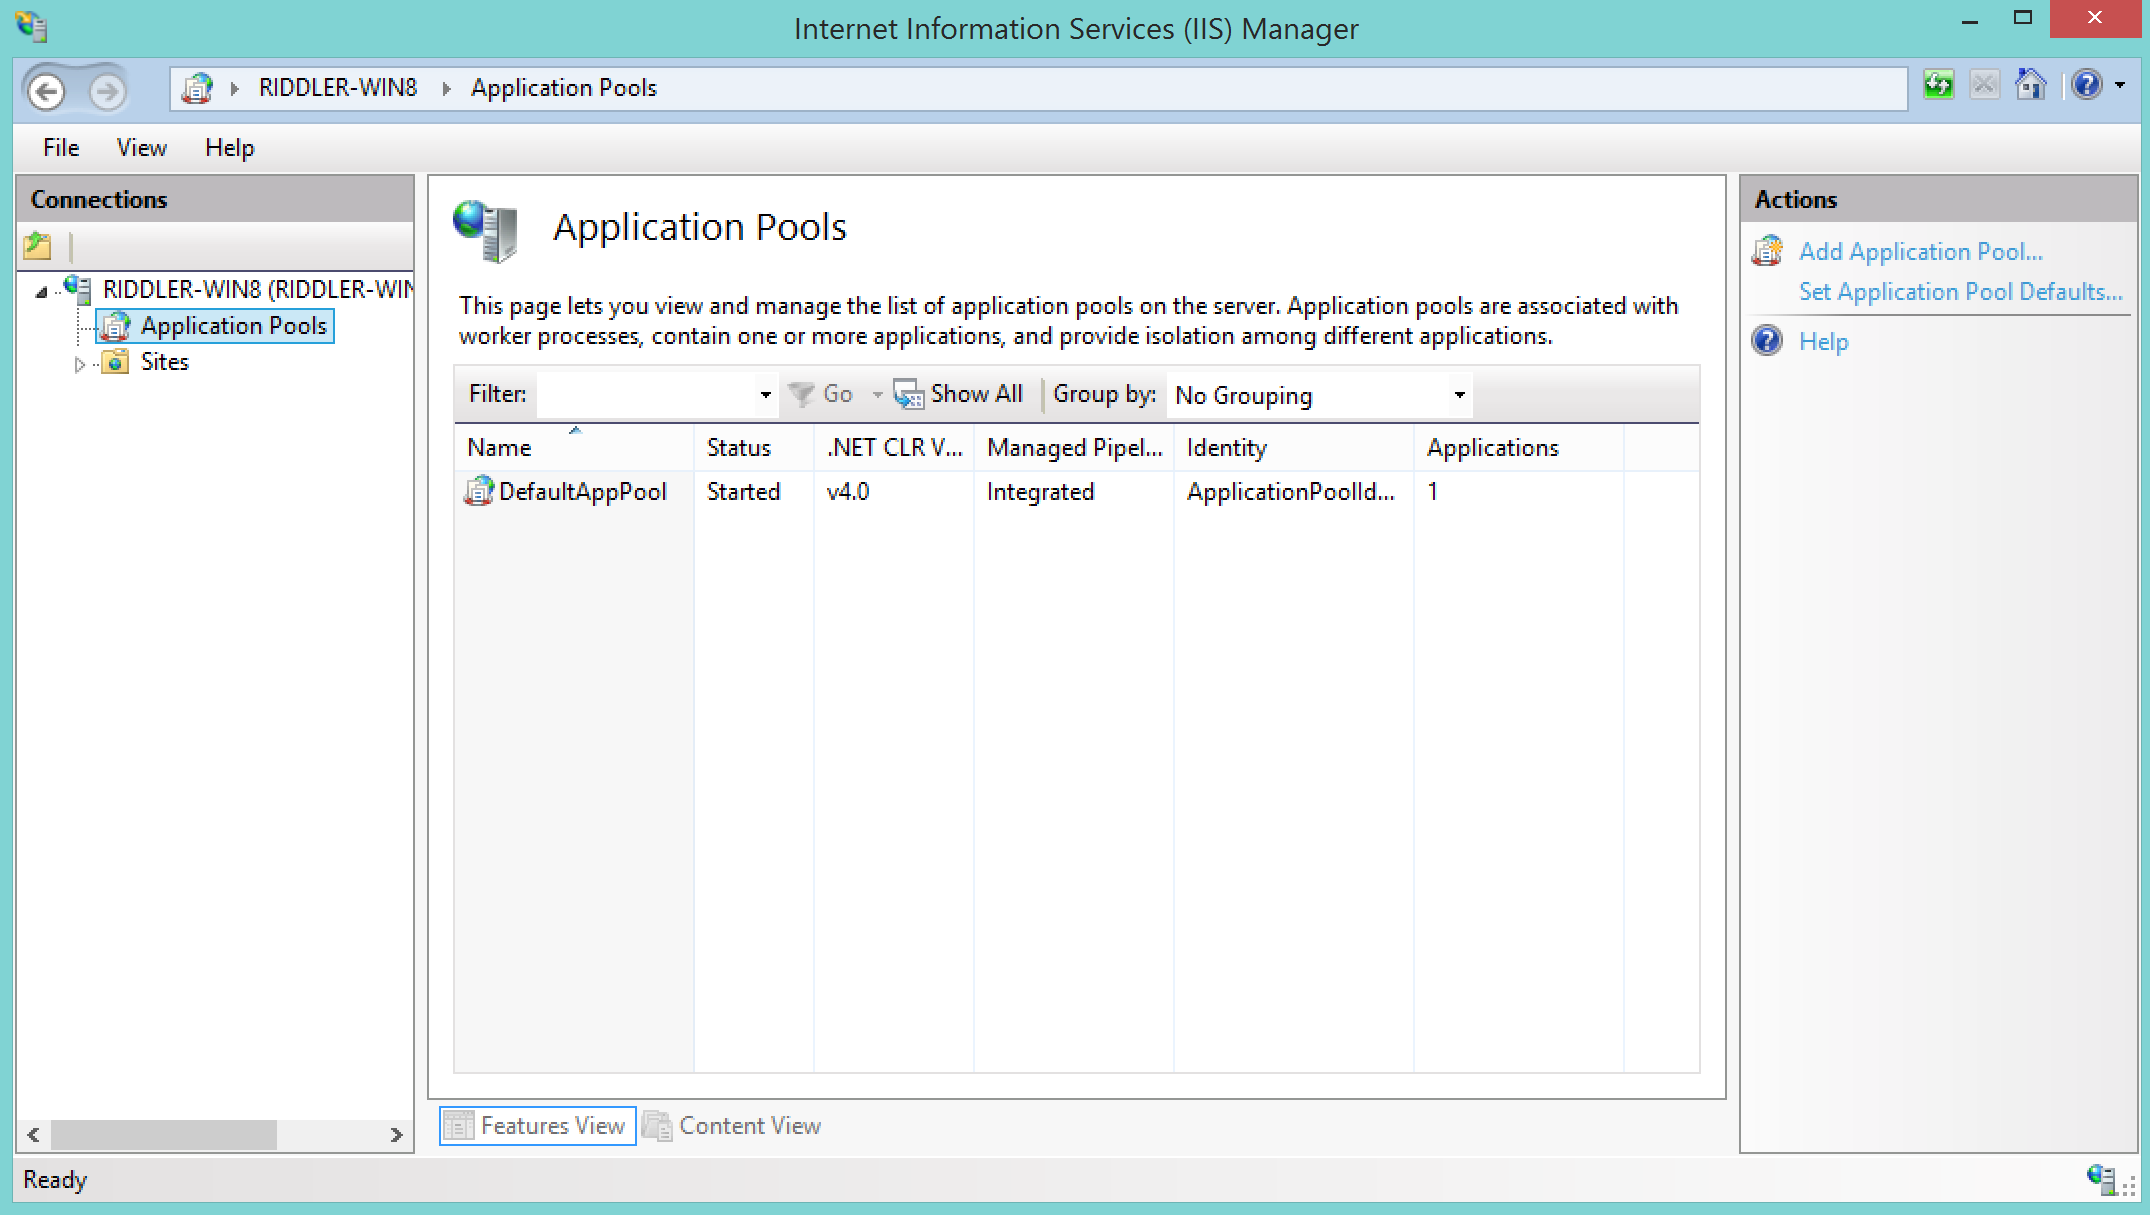 Internet Information Services (IIS) Manager
RIDDLER-WIN8 Application Pools
File View Help
Connections
RIDDLER-WIN8 (RIDDLER-WIN
Application Pools
Sites
Application Pools
This page lets you view and manage the list of application pools on the server. Application pools are associated with
worker processes, contain one or more applications, and provide isolation among different applications.
Filter: Go Show All Group by: No Grouping
Name Status .NET CLR V... Managed Pipel... Identity Applications
DefaultAppPool Started v4.0 Integrated ApplicationPoolId... 1
Features View Content View
Actions
Add Application Pool...
Set Application Pool Defaults...
Help
Ready